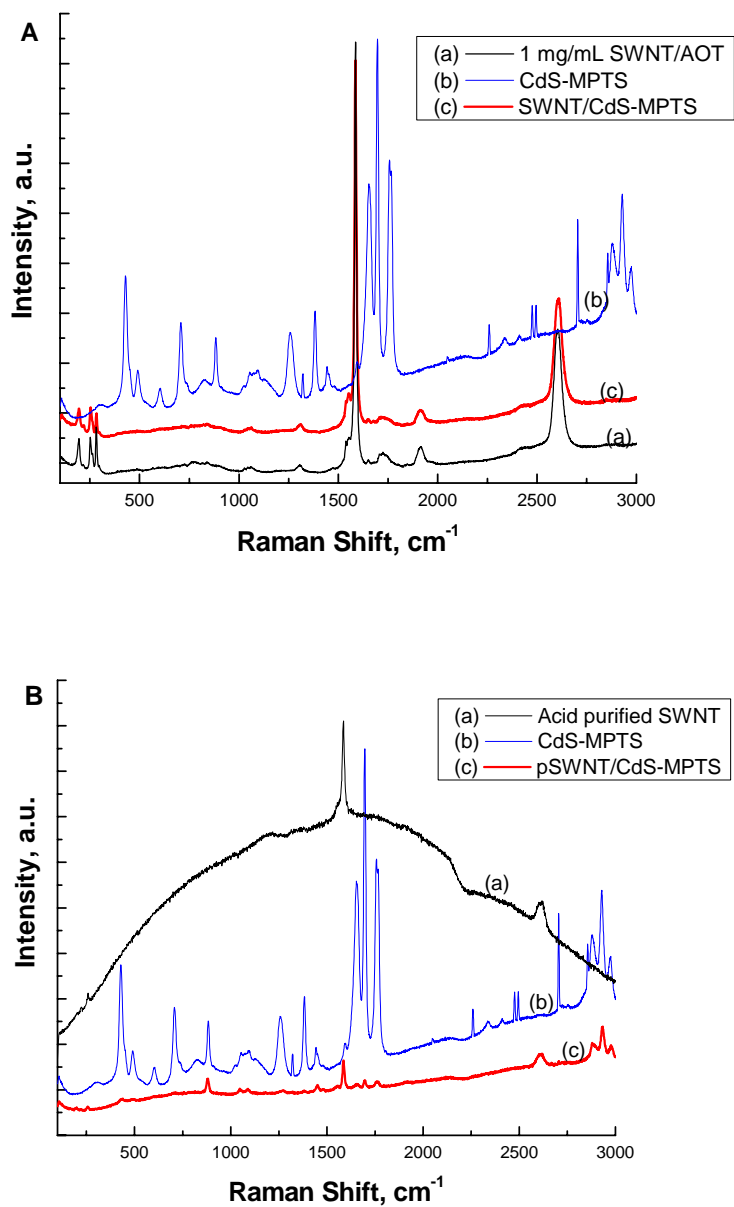 A
(a) 1 mg/mL SWNT/AOT
(b) CdS-MPTS
(c) SWNT/CdS-MPTS
Intensity, a.u.
(b)
(c)
(a)
500 1000 1500 2000 2500 3000
Raman Shift, cm-1
B
(a) Acid purified SWNT
(b) CdS-MPTS
(c) pSWNT/CdS-MPTS
Intensity, a.u.
(a)
(b)
(c)
500 1000 1500 2000 2500 3000
Raman Shift, cm-1